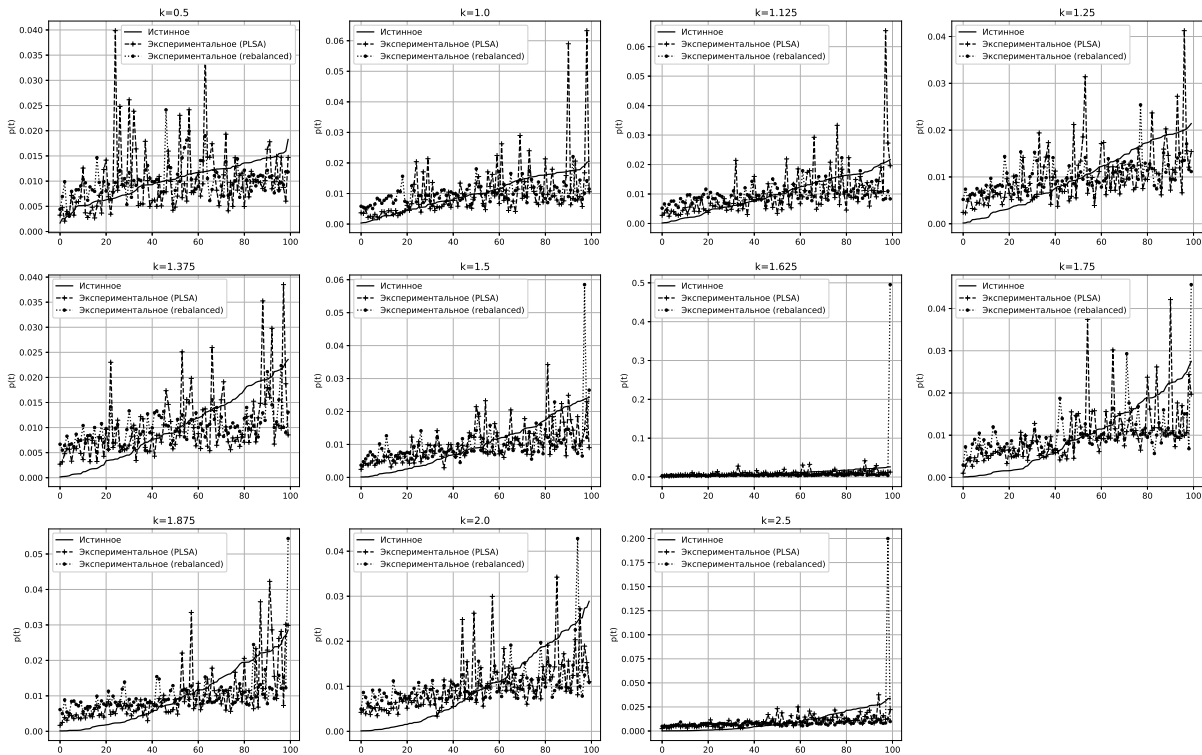 k=0.5
0.040
0.035
0.030
0.025
0.020
0.015
0.010
0.005
0.000
p(t)
0 20 40 60 80 100
Истинное
Экспериментальное (PLSA)
Экспериментальное (rebalanced)
k=1.0
0.06
0.05
0.04
0.03
0.02
0.01
0.00
p(t)
0 20 40 60 80 100
Истинное
Экспериментальное (PLSA)
Экспериментальное (rebalanced)
k=1.125
0.06
0.05
0.04
0.03
0.02
0.01
0.00
p(t)
0 20 40 60 80 100
Истинное
Экспериментальное (PLSA)
Экспериментальное (rebalanced)
k=1.25
0.04
0.03
0.02
0.01
0.00
p(t)
0 20 40 60 80 100
Истинное
Экспериментальное (PLSA)
Экспериментальное (rebalanced)
k=1.375
0.040
0.035
0.030
0.025
0.020
0.015
0.010
0.005
0.000
p(t)
0 20 40 60 80 100
Истинное
Экспериментальное (PLSA)
Экспериментальное (rebalanced)
k=1.5
0.06
0.05
0.04
0.03
0.02
0.01
0.00
p(t)
0 20 40 60 80 100
Истинное
Экспериментальное (PLSA)
Экспериментальное (rebalanced)
k=1.625
0.5
0.4
0.3
0.2
0.1
0.0
p(t)
0 20 40 60 80 100
Истинное
Экспериментальное (PLSA)
Экспериментальное (rebalanced)
k=1.75
0.04
0.03
0.02
0.01
0.00
p(t)
0 20 40 60 80 100
Истинное
Экспериментальное (PLSA)
Экспериментальное (rebalanced)
k=1.875
0.05
0.04
0.03
0.02
0.01
0.00
p(t)
0 20 40 60 80 100
Истинное
Экспериментальное (PLSA)
Экспериментальное (rebalanced)
k=2.0
0.04
0.03
0.02
0.01
0.00
p(t)
0 20 40 60 80 100
Истинное
Экспериментальное (PLSA)
Экспериментальное (rebalanced)
k=2.5
0.200
0.175
0.150
0.125
0.100
0.075
0.050
0.025
0.000
p(t)
0 20 40 60 80 100
Истинное
Экспериментальное (PLSA)
Экспериментальное (rebalanced)